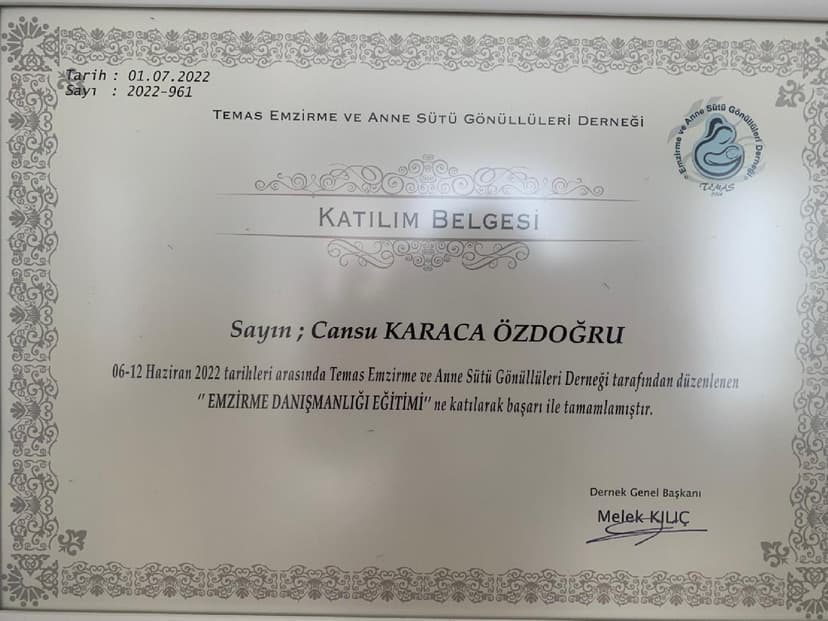 Tarih : 01.07.2022
Sayı : 2022-961
TEMAS EMZİRME VE ANNE SÜTÜ GÖNÜLLÜLERİ DERNEĞİ
Emzirme ve Anne Sütü Gönüllüleri Derneği
TEMAS
KATILIM BELGESİ
Sayın ; Cansu KARACA ÖZDOĞRU
06-12 Haziran 2022 tarihleri arasında Temas Emzirme ve Anne Sütü Gönüllüleri Derneği tarafından düzenlenen
" EMZİRME DANIŞMANLIĞI EĞİTİMİ" ne katılarak başarı ile tamamlamıştır.
Dernek Genel Başkanı
Melek KILIÇ